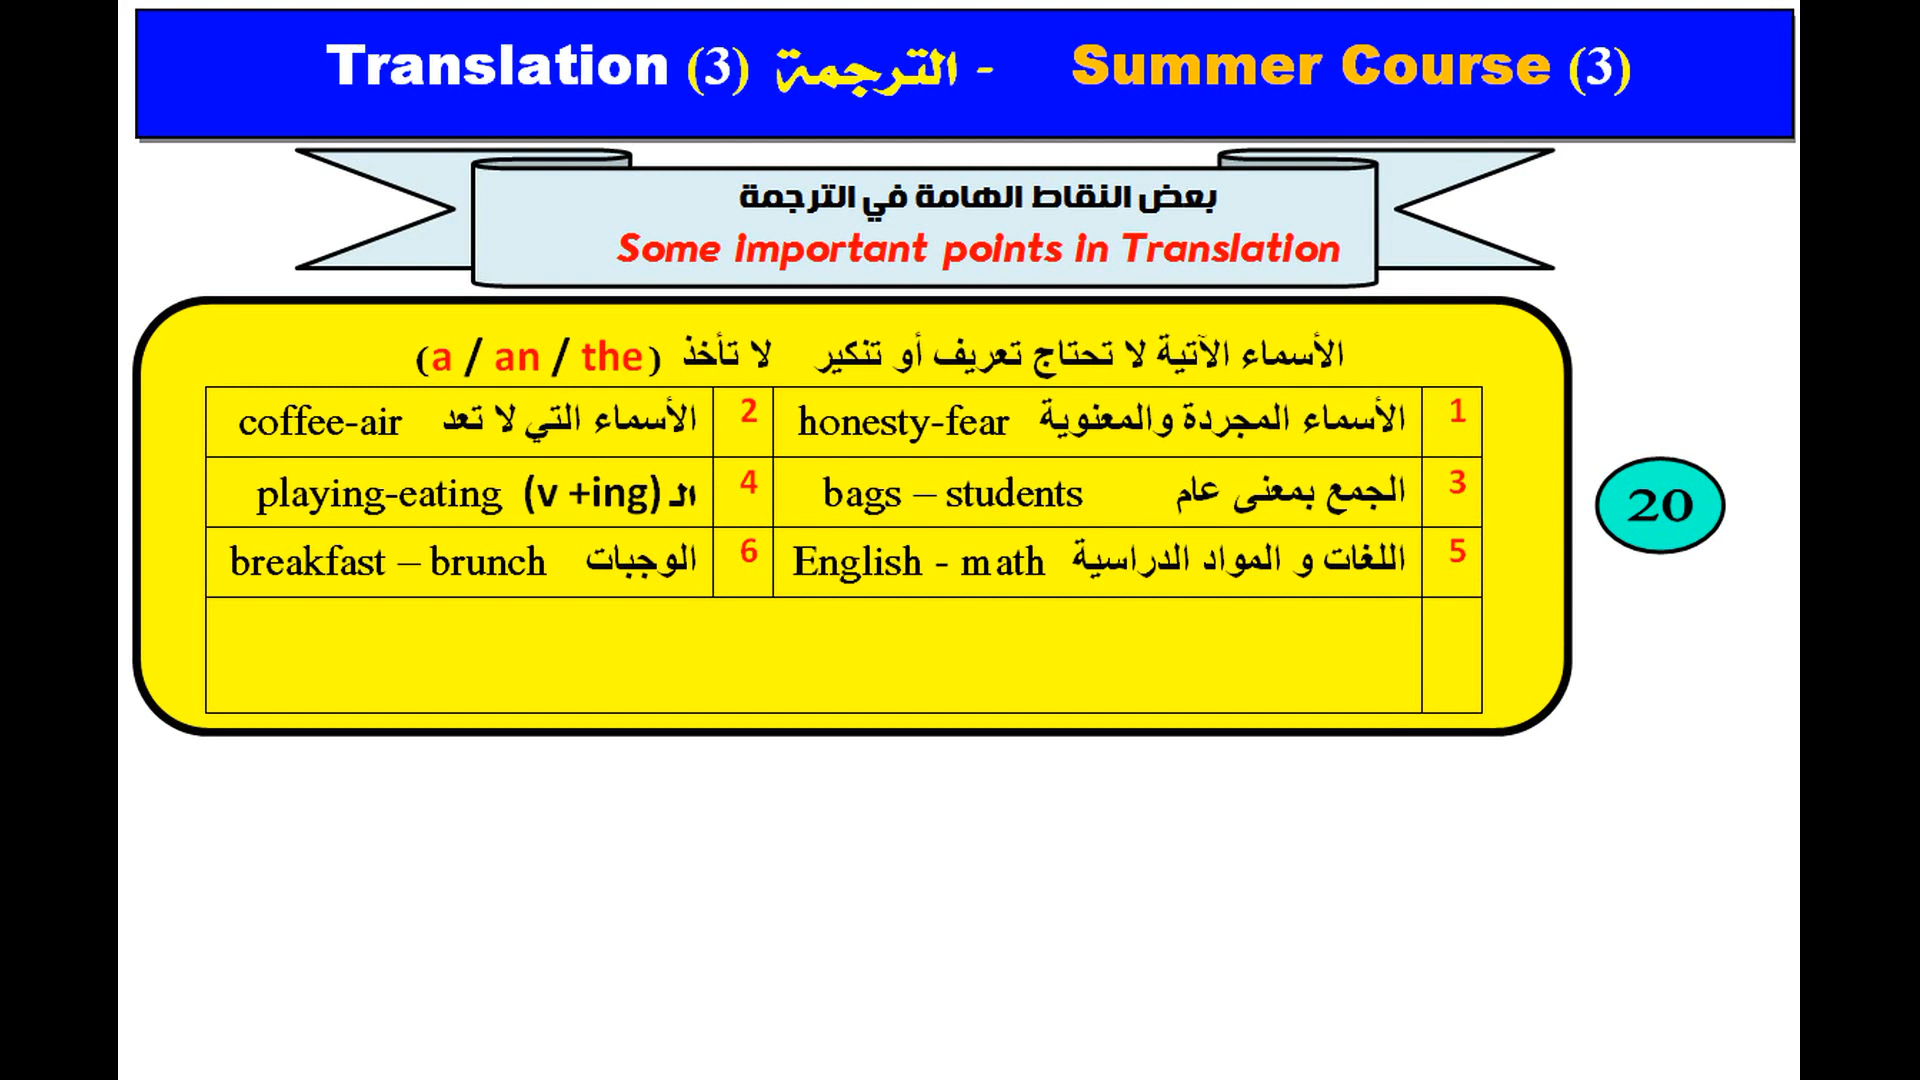 Translation (3) الترجمة - Summer Course (3)
بعض النقاط الهامة في الترجمة
Some important points in Translation
الأسماء الآتية لا تحتاج تعريف أو تنكير لا تأخذ (a / an / the)
1 الأسماء المجردة والمعنوية honesty-fear 2 الأسماء التي لا تعد coffee-air
3 الجمع بمعنى عام bags – students 4 الـ (v +ing) playing-eating
5 اللغات و المواد الدراسية English - math 6 الوجبات breakfast – brunch
20